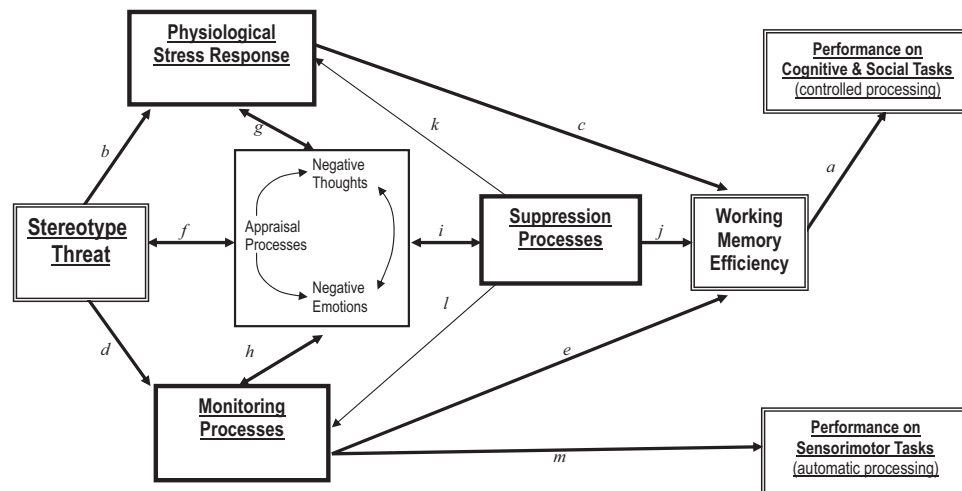 Physiological
Stress Response
Performance on
Cognitive & Social Tasks
(controlled processing)
k
c
g
b
a
Negative
Thoughts
Stereotype
Threat
f
Appraisal
Processes
i
Suppression
Processes
j
Working
Memory
Efficiency
Negative
Emotions
l
d
h
e
Monitoring
Processes
m
Performance on
Sensorimotor Tasks
(automatic processing)